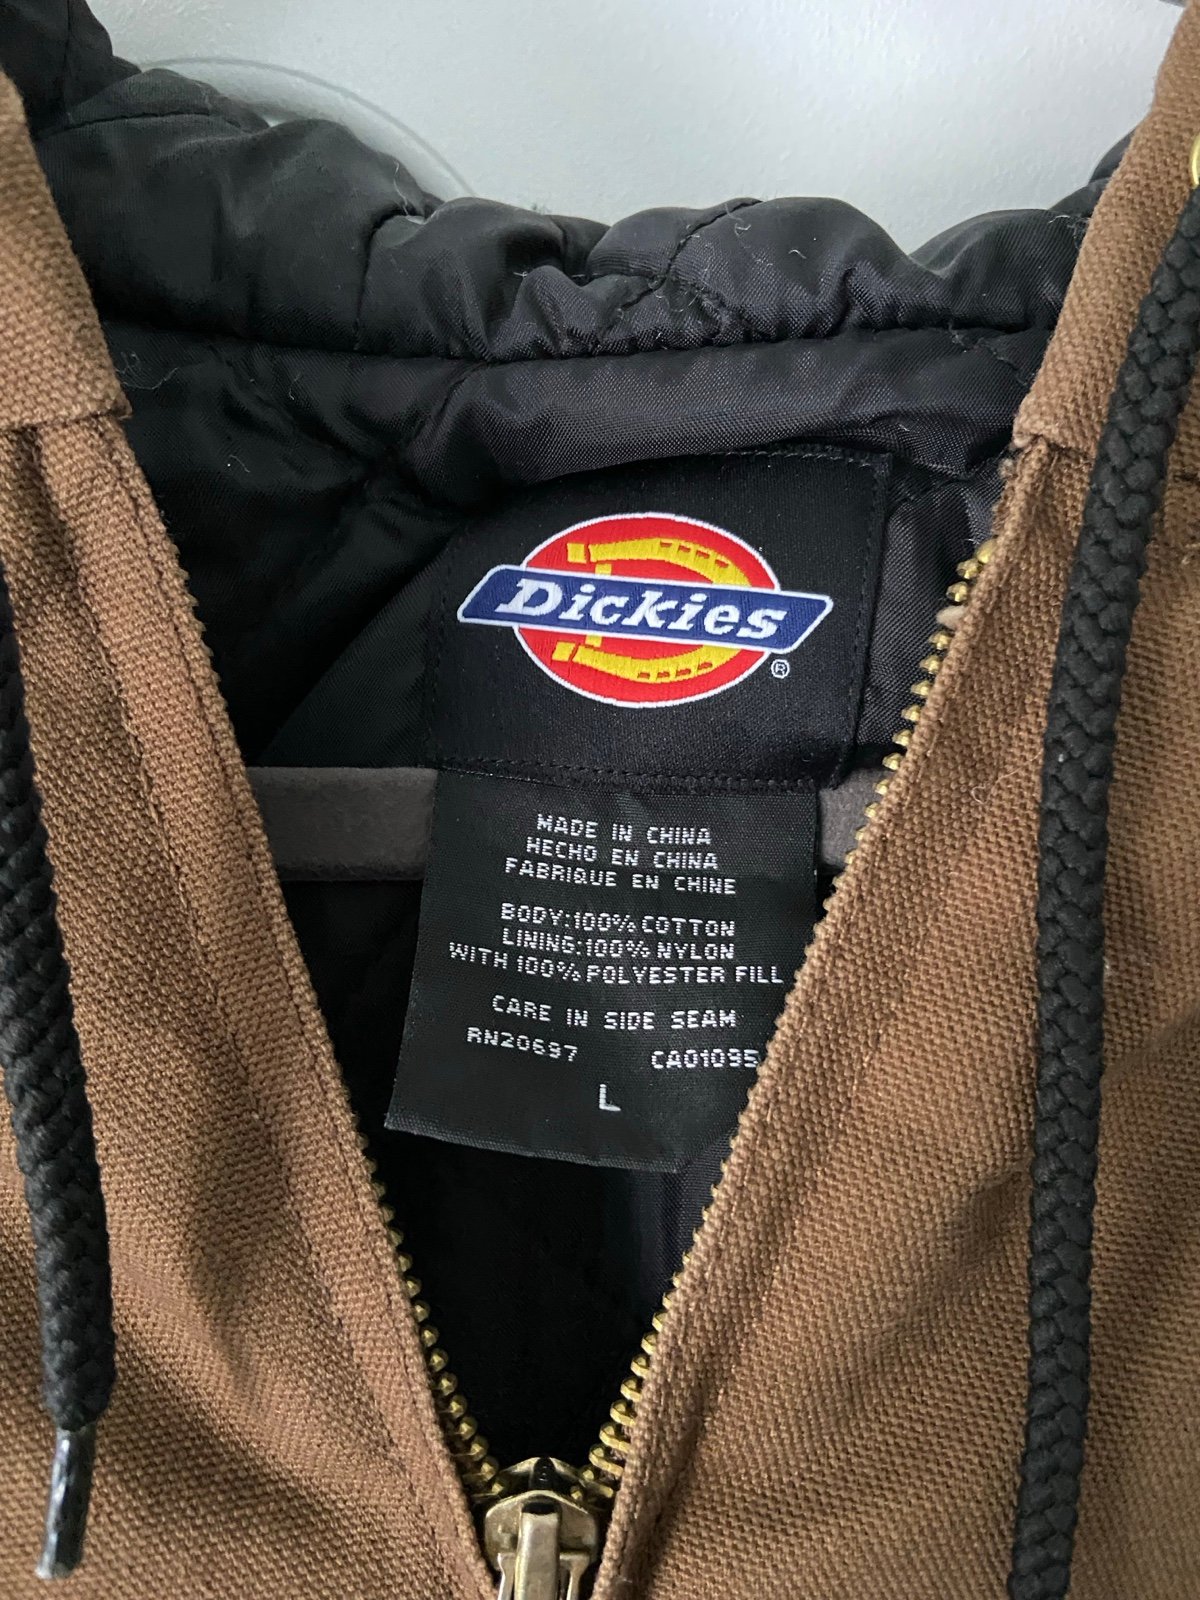 Dickies
®
MADE IN CHINA
HECHO EN CHINA
FABRIQUE EN CHINE
BODY:100% COTTON
LINING:100% NYLON
WITH 100% POLYESTER FILL
CARE IN SIDE SEAM
RN20697
L